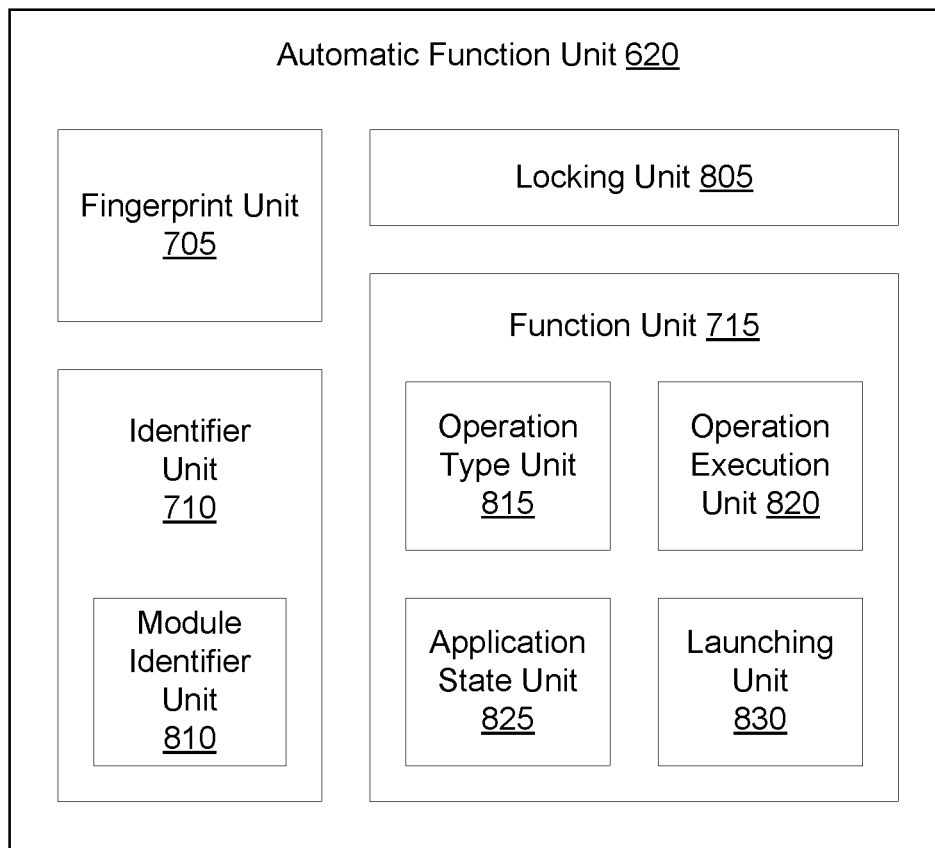 Automatic Function Unit 620
Fingerprint Unit
705
Locking Unit 805
Identifier
Unit
710
Module
Identifier
Unit
810
Function Unit 715
Operation
Type Unit
815
Operation
Execution
Unit 820
Application
State Unit
825
Launching
Unit
830